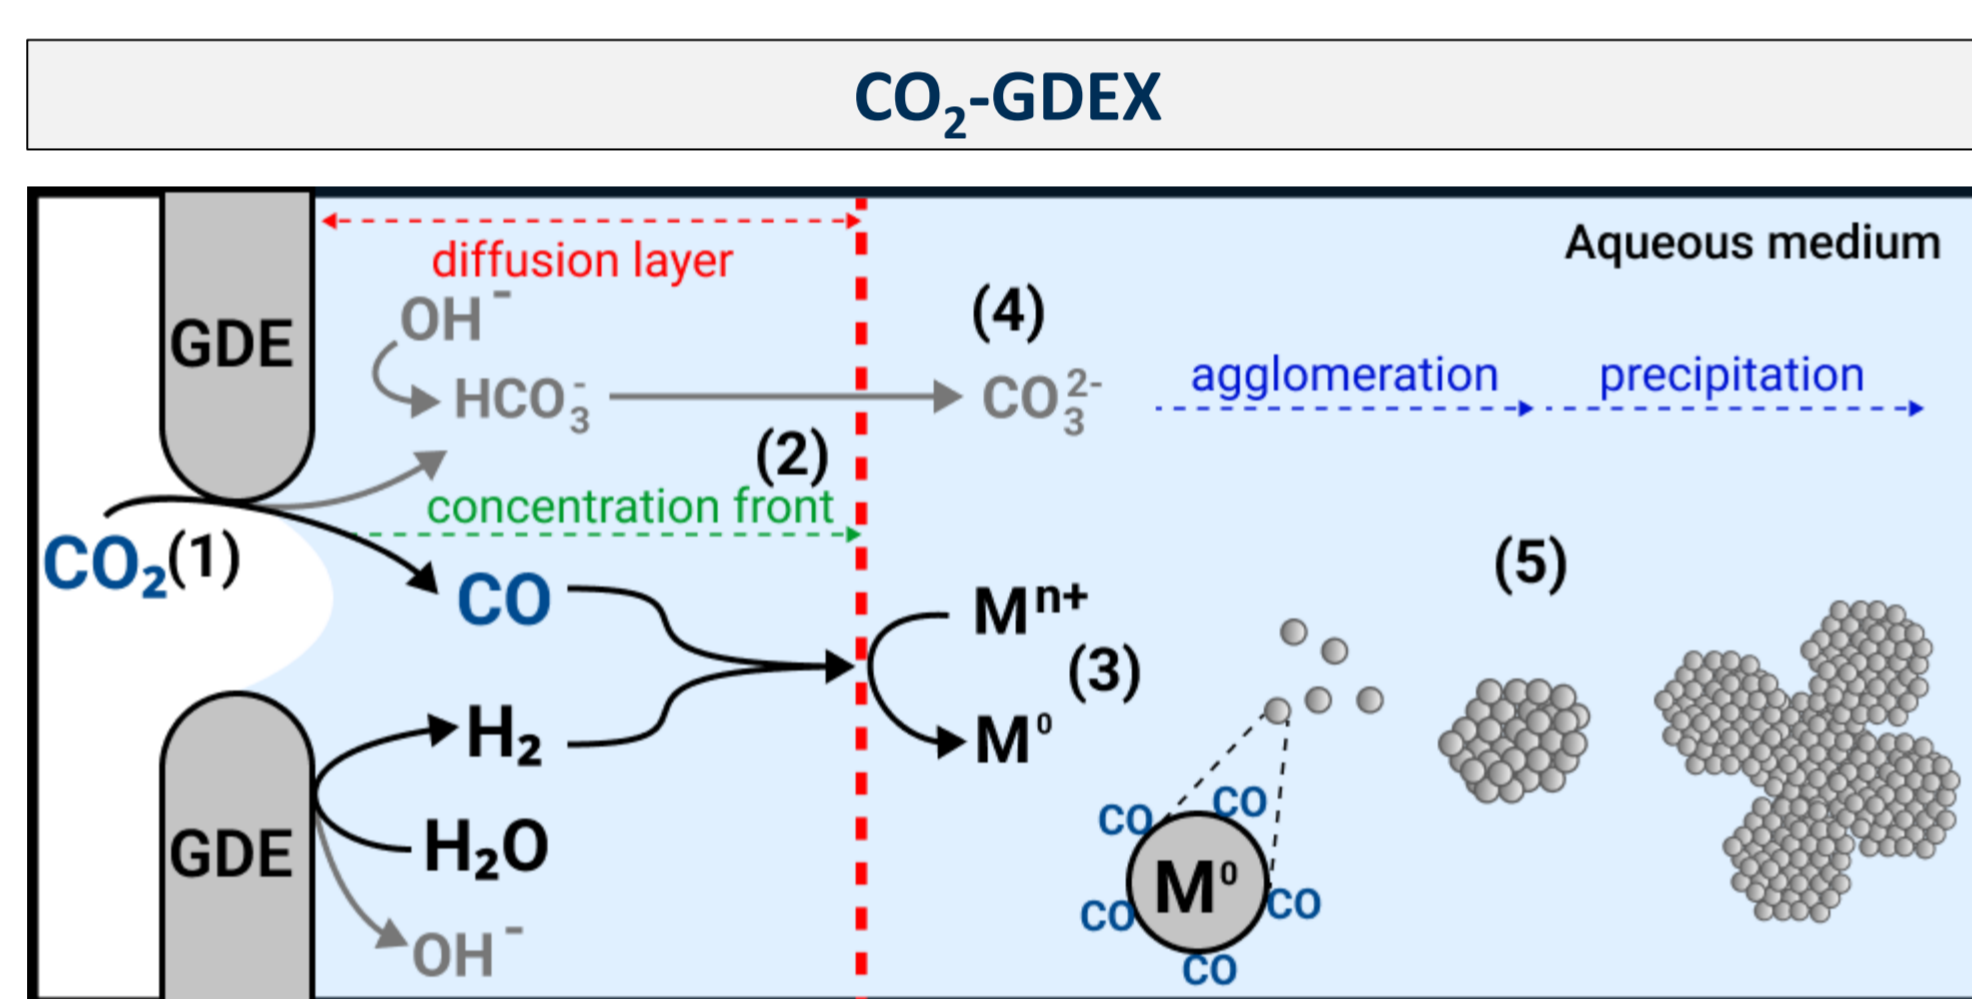 CO₂-GDEX
diffusion layer
Aqueous medium
OH⁻
(4)
GDE
HCO₃⁻
CO₃²⁻
agglomeration
precipitation
(2)
concentration front
CO₂(1)
CO
Mⁿ⁺
(5)
(3)
H₂
M⁰
H₂O
GDE
OH⁻
CO
CO
M⁰
CO
CO
CO